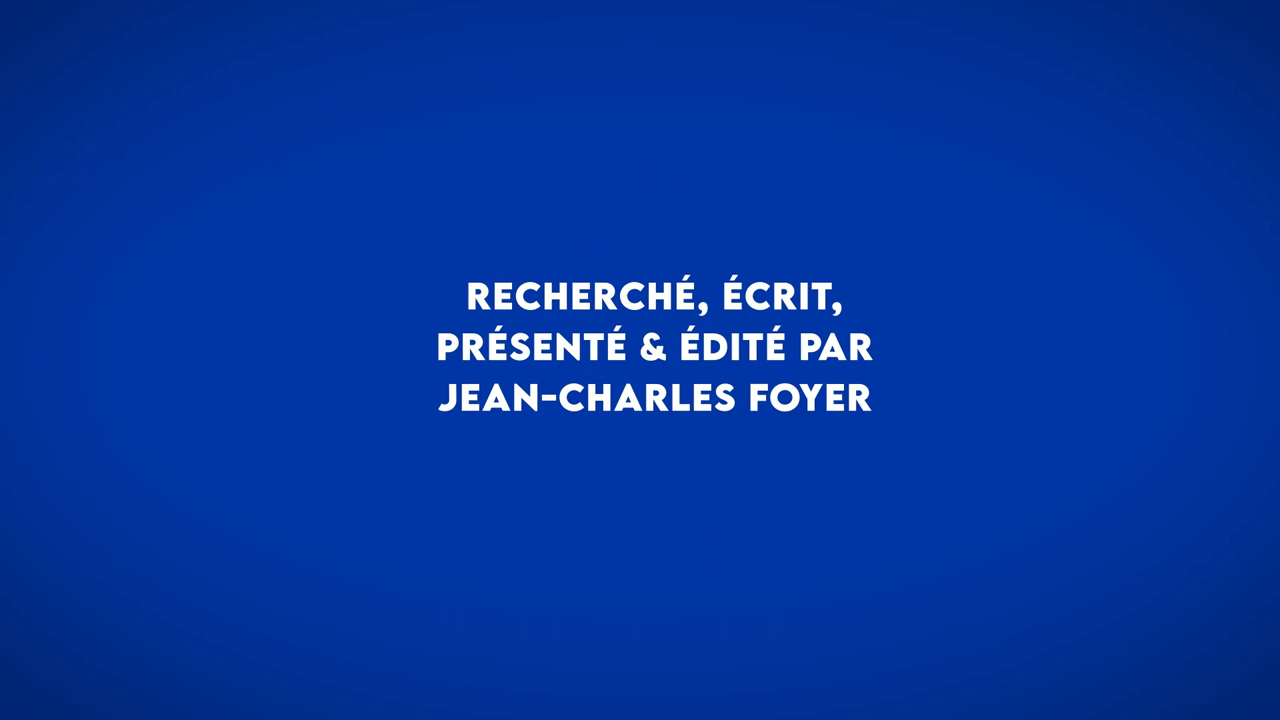 RECHERCHÉ, ÉCRIT,
PRÉSENTÉ & ÉDITÉ PAR
JEAN-CHARLES FOYER